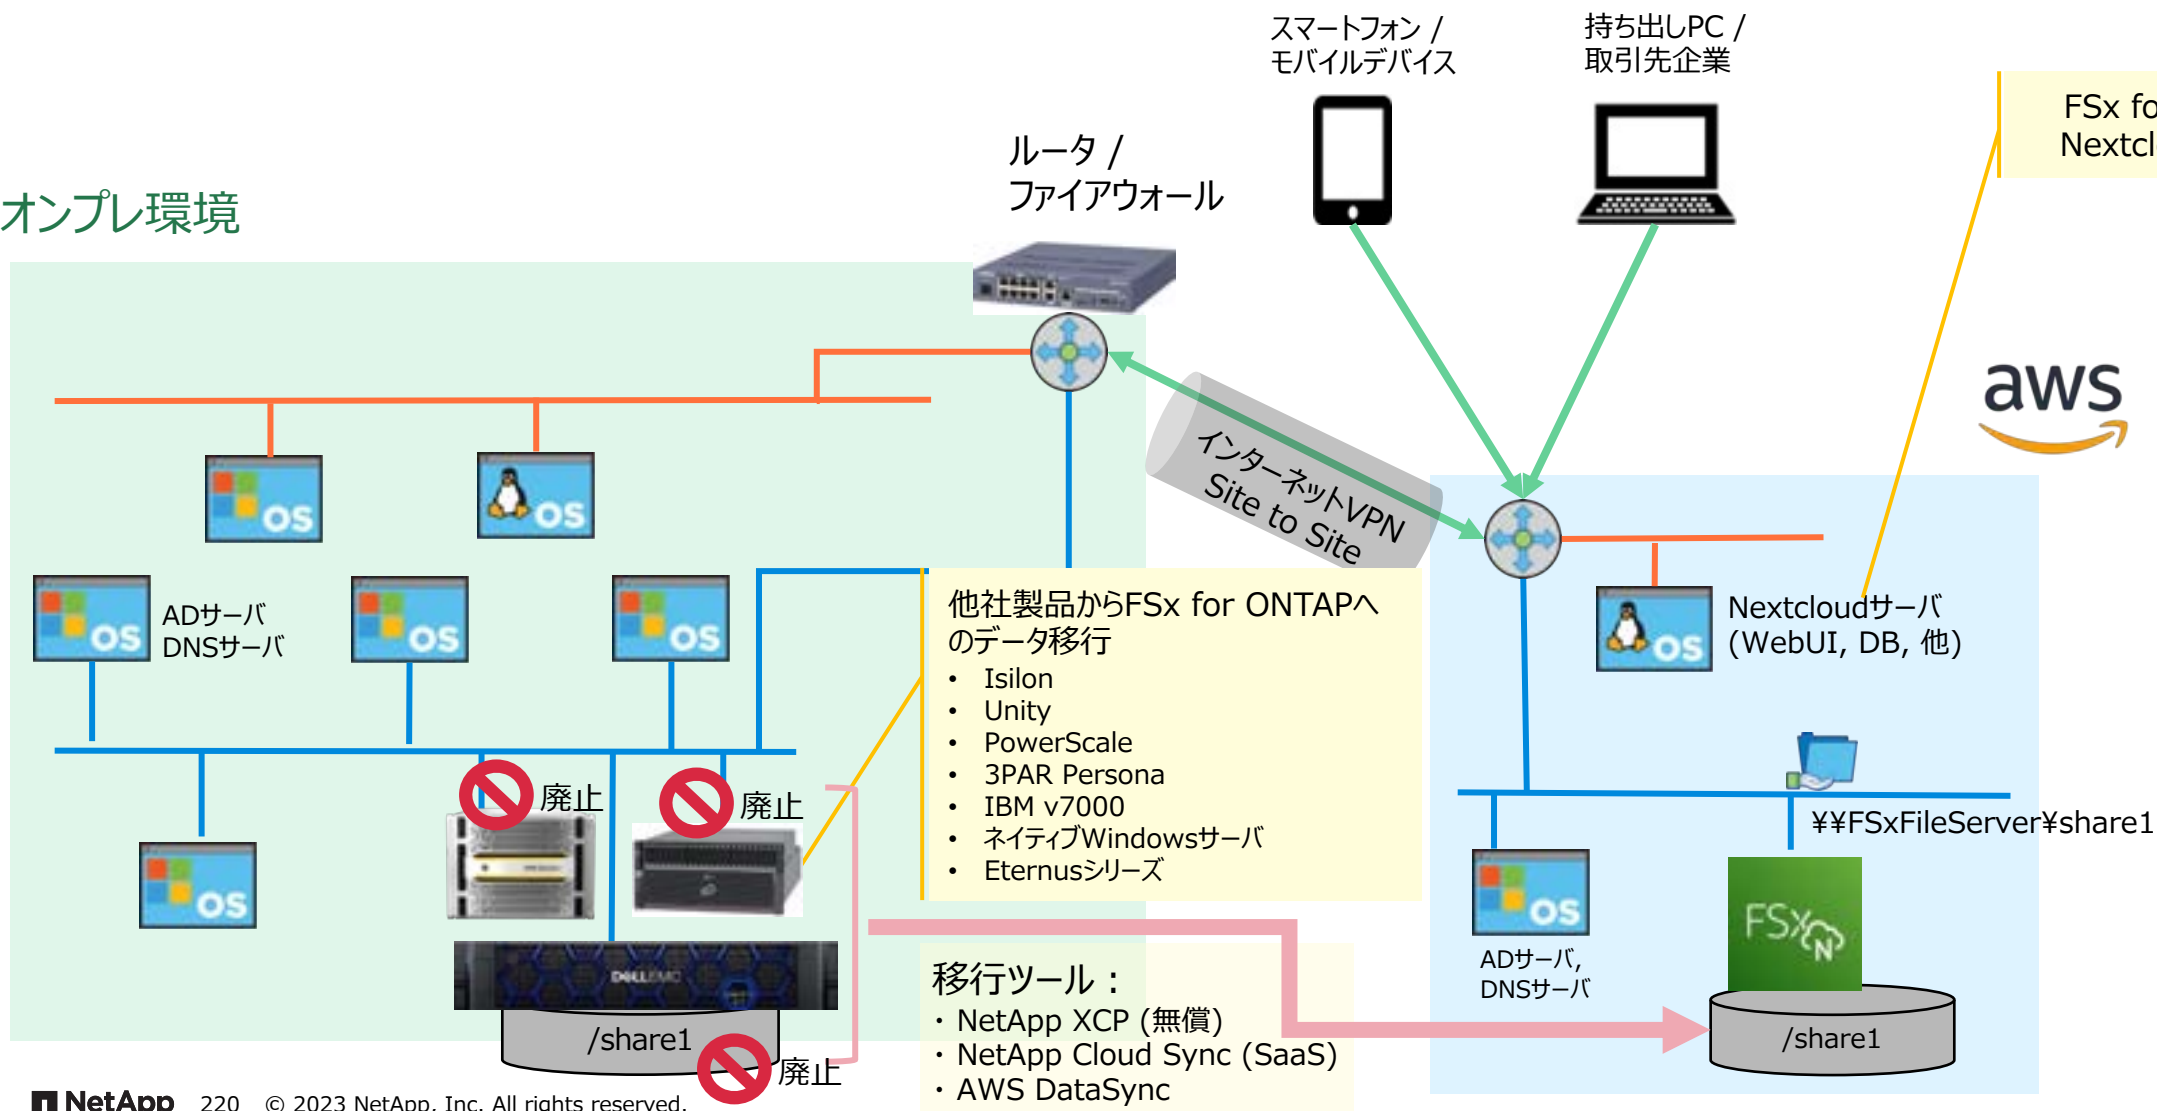 スマートフォン /
モバイルデバイス
持ち出しPC /
取引先企業
FSx fo
Nextcl
ルータ /
ファイアウォール
オンプレ環境
aws
インターネットVPN
Site to Site
os
os
os
ADサーバ
DNSサーバ
os
os
他社製品からFSx for ONTAPへ
のデータ移行
• Isilon
• Unity
• PowerScale
• 3PAR Persona
• IBM v7000
• ネイティブWindowsサーバ
• Eternusシリーズ
os
Nextcloudサーバ
(WebUI, DB, 他)
廃止
廃止
¥¥FSxFileServer¥share1
os
os
ADサーバ,
DNSサーバ
FSx
N
DELLEMC
/share1
廃止
移行ツール：
・NetApp XCP (無償)
・NetApp Cloud Sync (SaaS)
・AWS DataSync
/share1
NetApp 220 © 2023 NetApp, Inc. All rights reserved.